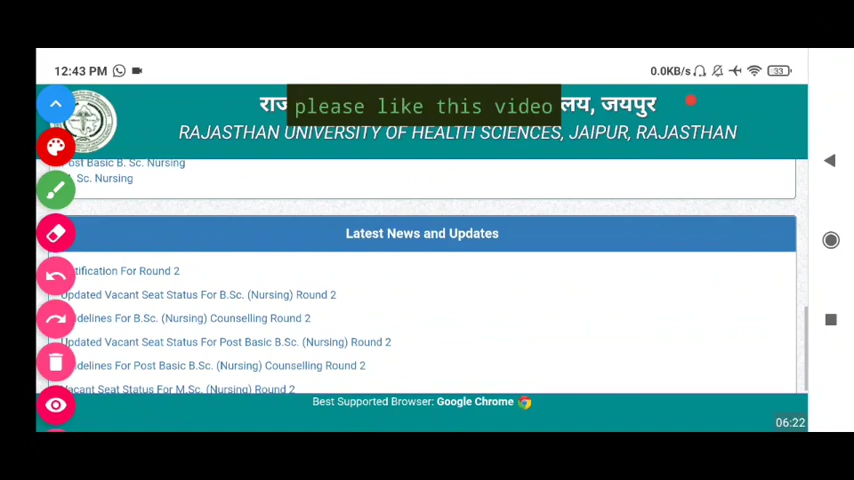 12:43 PM
0.0KB/s
33
please like this video
लय, जयपुर
RAJASTHAN UNIVERSITY OF HEALTH SCIENCES, JAIPUR, RAJASTHAN
Post Basic B. Sc. Nursing
Sc. Nursing
Latest News and Updates
tification For Round 2
Updated Vacant Seat Status For B.Sc. (Nursing) Round 2
delines For B.Sc. (Nursing) Counselling Round 2
Updated Vacant Seat Status For Post Basic B.Sc. (Nursing) Round 2
delines For Post Basic B.Sc. (Nursing) Counselling Round 2
Vacant Seat Status For M.Sc. (Nursing) Round 2
Best Supported Browser: Google Chrome
06:22